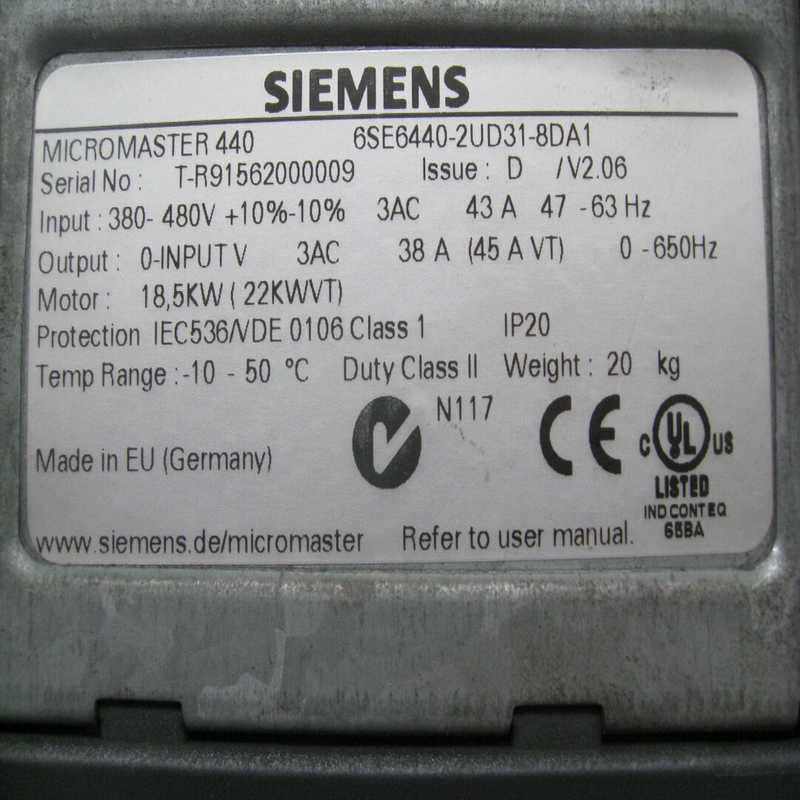 SIEMENS
MICROMASTER 440 6SE6440-2UD31-8DA1
Serial No : T-R91562000009 Issue : D /V2.06
Input : 380- 480V +10%-10% 3AC 43 A 47 - 63 Hz
Output : 0-INPUT V 3AC 38 A (45 A VT) 0 - 650Hz
Motor : 18,5KW ( 22KWVT)
Protection IEC536/VDE 0106 Class 1 IP20
Temp Range : -10 - 50 °C Duty Class II Weight : 20 kg
N117 CE
C UL US
Made in EU (Germany)
LISTED
IND CONT EQ
65BA
www.siemens.de/micromaster Refer to user manual.